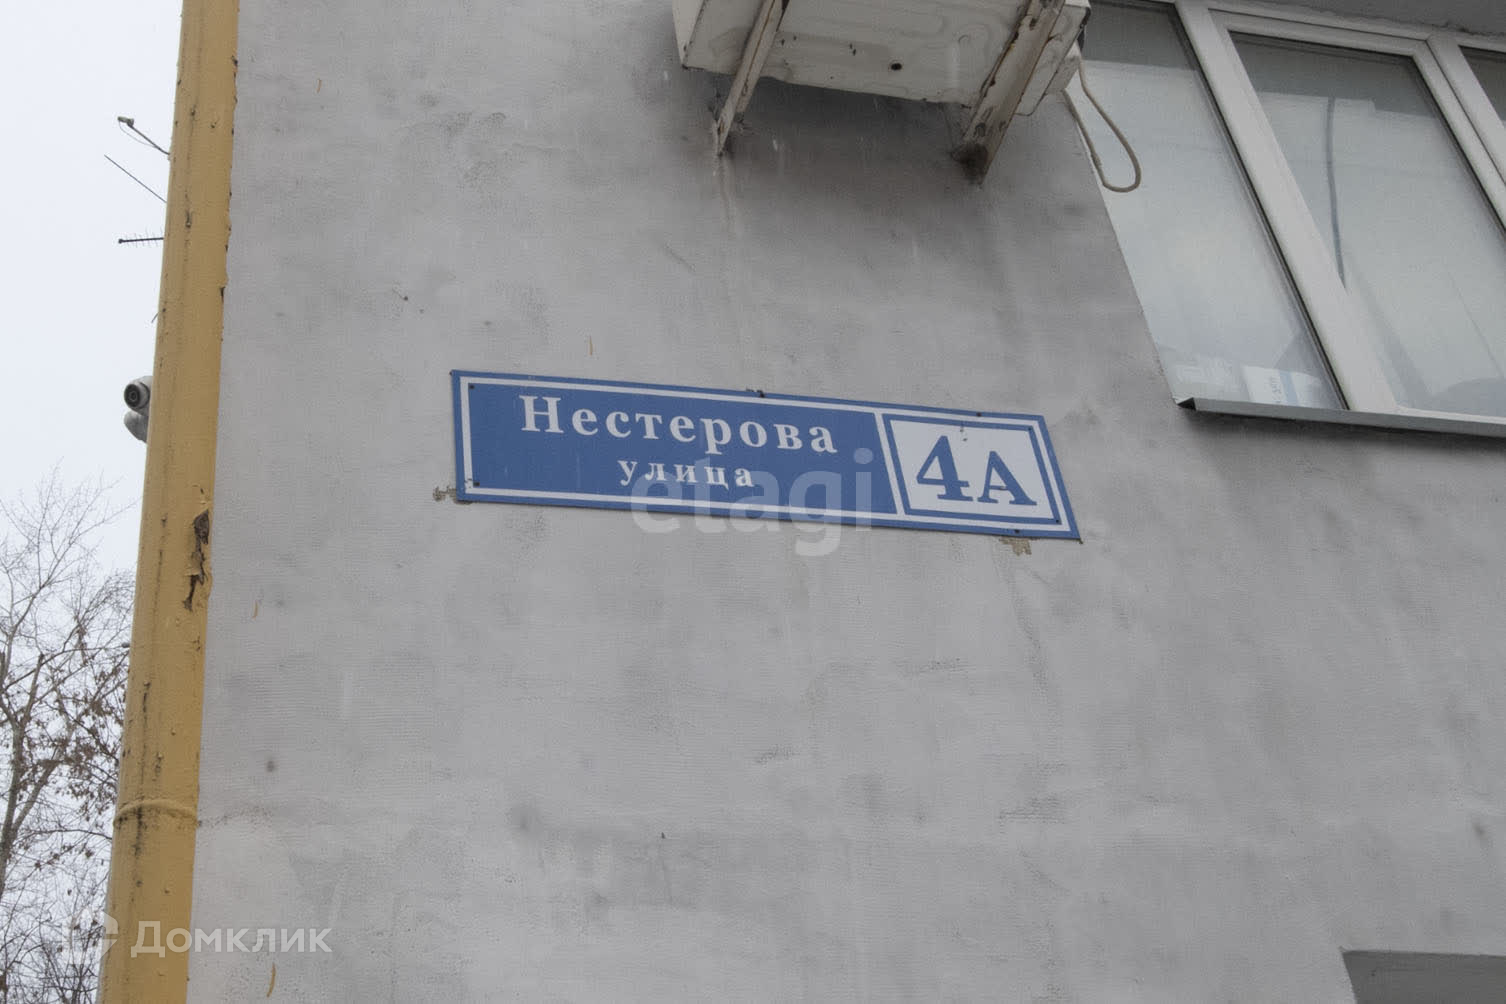 Нестерова
улица
4А
etagi
Домклик